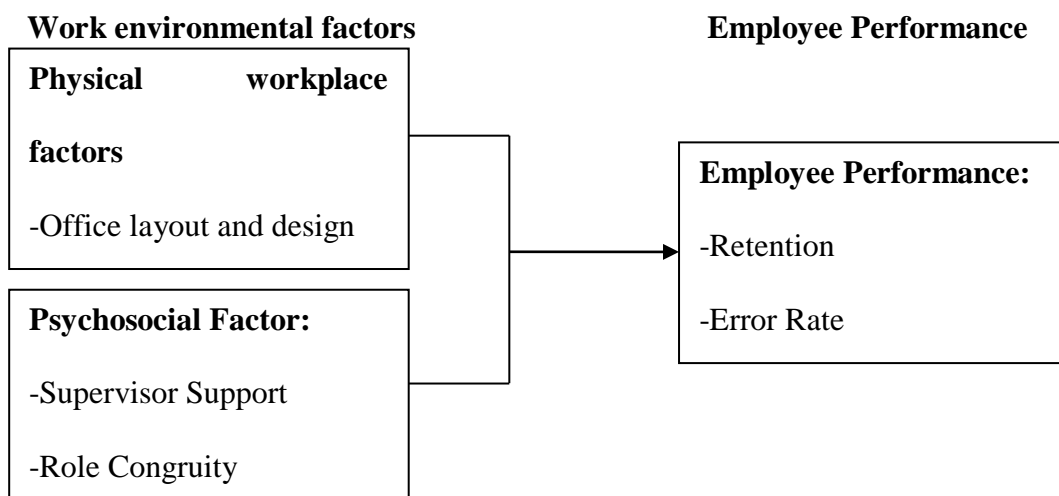 Work environmental factors
Employee Performance
Physical workplace
factors
-Office layout and design
Psychosocial Factor:
-Supervisor Support
-Role Congruity
Employee Performance:
-Retention
-Error Rate